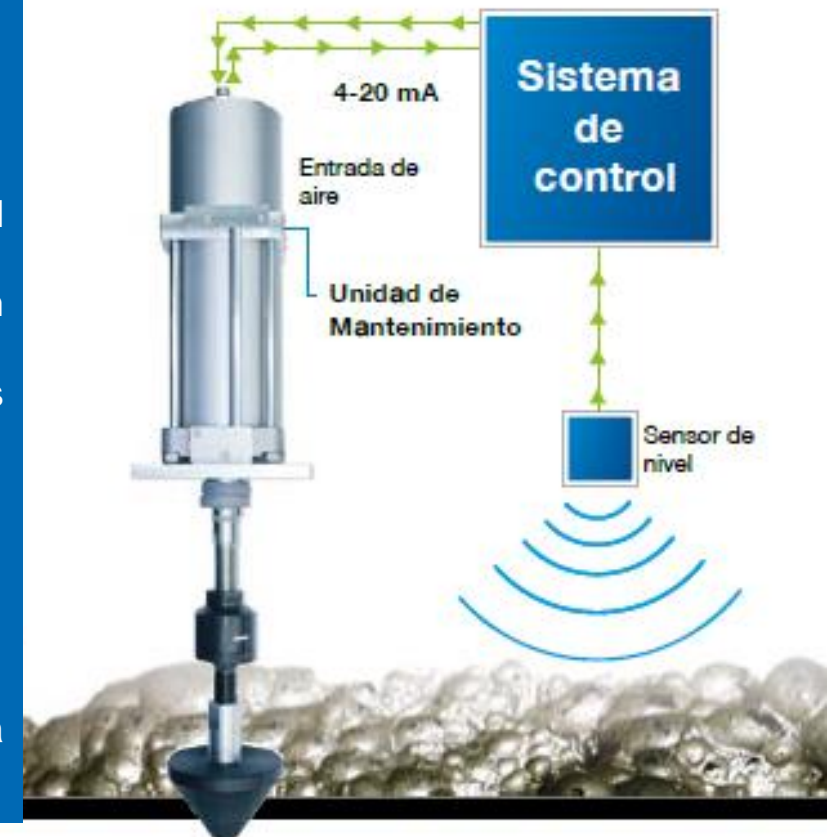 4-20 mA
Sistema
de
control
Entrada de
aire
Unidad de
Mantenimiento
Sensor de
nivel